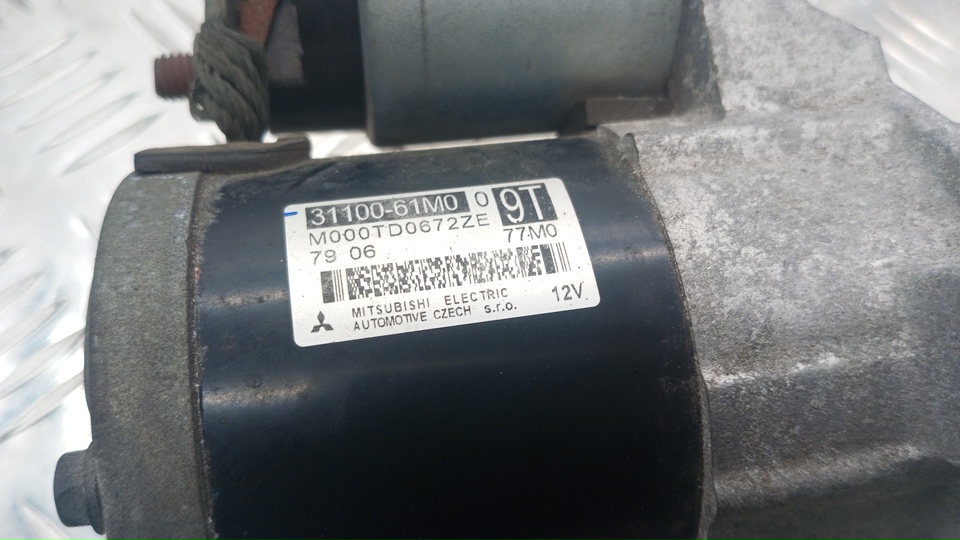 31100-61M0 0 9T
M000TD0672ZE
79 06 77M0
MITSUBISHI ELECTRIC 12V
AUTOMOTIVE CZECH s.r.o.